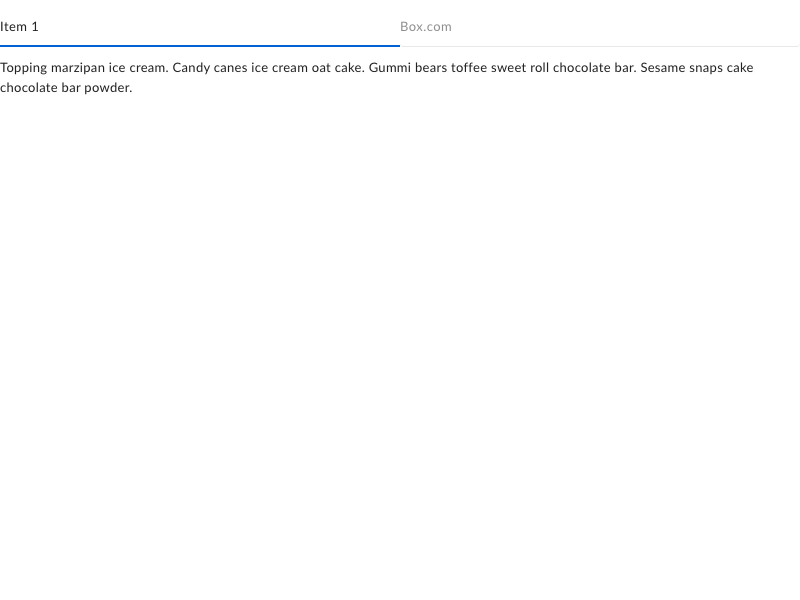 Item 1
Box.com
Topping marzipan ice cream. Candy canes ice cream oat cake. Gummi bears toffee sweet roll chocolate bar. Sesame snaps cake
chocolate bar powder.